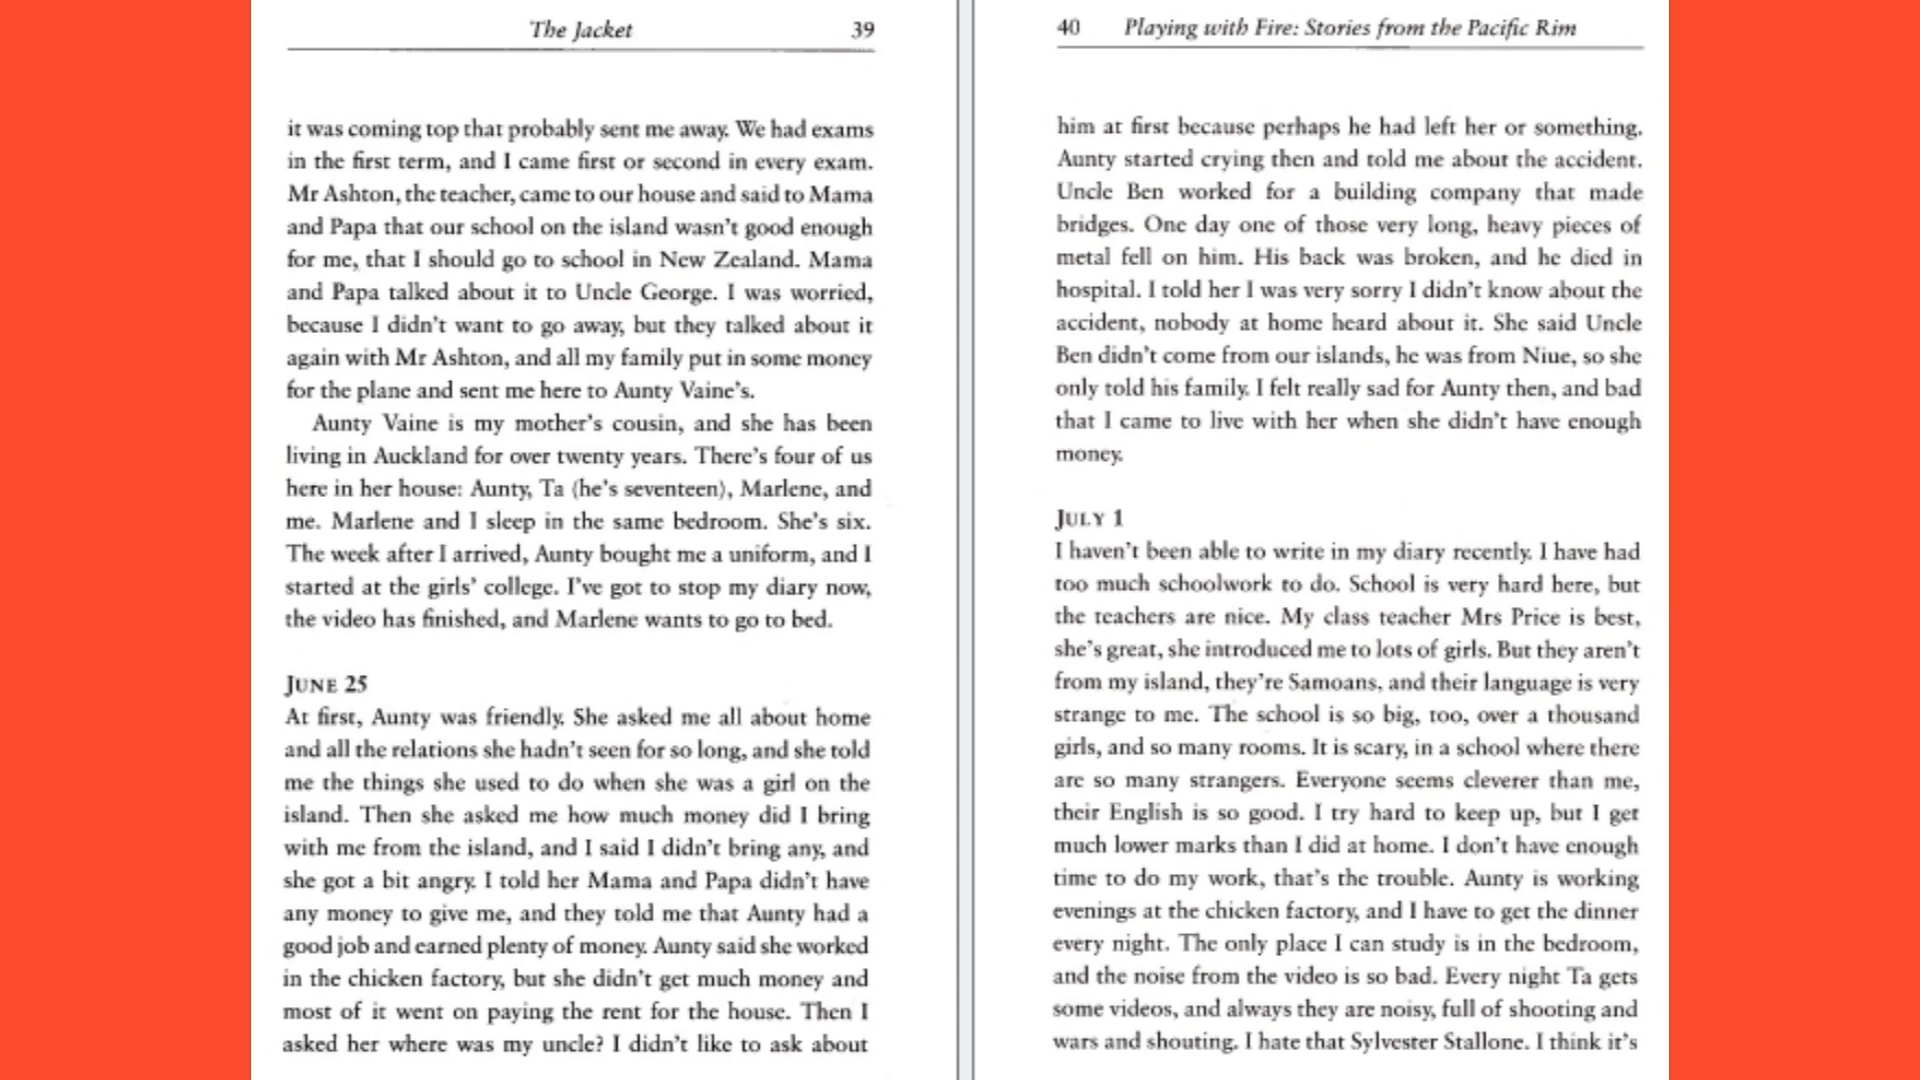 The Jacket 39
it was coming top that probably sent me away. We had exams
in the first term, and I came first or second in every exam.
Mr Ashton, the teacher, came to our house and said to Mama
and Papa that our school on the island wasn't good enough
for me, that I should go to school in New Zealand. Mama
and Papa talked about it to Uncle George. I was worried,
because I didn't want to go away, but they talked about it
again with Mr Ashton, and all my family put in some money
for the plane and sent me here to Aunty Vaine's.
Aunty Vaine is my mother's cousin, and she has been
living in Auckland for over twenty years. There's four of us
here in her house: Aunty, Ta (he's seventeen), Marlene, and
me. Marlene and I sleep in the same bedroom. She's six.
The week after I arrived, Aunty bought me a uniform, and I
started at the girls' college. I've got to stop my diary now,
the video has finished, and Marlene wants to go to bed.
JUNE 25
At first, Aunty was friendly. She asked me all about home
and all the relations she hadn't seen for so long, and she told
me the things she used to do when she was a girl on the
island. Then she asked me how much money did I bring
with me from the island, and I said I didn't bring any, and
she got a bit angry. I told her Mama and Papa didn't have
any money to give me, and they told me that Aunty had a
good job and earned plenty of money. Aunty said she worked
in the chicken factory, but she didn't get much money and
most of it went on paying the rent for the house. Then I
asked her where was my uncle? I didn't like to ask about
40 Playing with Fire: Stories from the Pacific Rim
him at first because perhaps he had left her or something.
Aunty started crying then and told me about the accident.
Uncle Ben worked for a building company that made
bridges. One day one of those very long, heavy pieces of
metal fell on him. His back was broken, and he died in
hospital. I told her I was very sorry I didn't know about the
accident, nobody at home heard about it. She said Uncle
Ben didn't come from our islands, he was from Niue, so she
only told his family. I felt really sad for Aunty then, and bad
that I came to live with her when she didn't have enough
money.
JULY 1
I haven't been able to write in my diary recently. I have had
too much schoolwork to do. School is very hard here, but
the teachers are nice. My class teacher Mrs Price is best,
she's great, she introduced me to lots of girls. But they aren't
from my island, they're Samoans, and their language is very
strange to me. The school is so big, too, over a thousand
girls, and so many rooms. It is scary, in a school where there
are so many strangers. Everyone seems cleverer than me,
their English is so good. I try hard to keep up, but I get
much lower marks than I did at home. I don't have enough
time to do my work, that's the trouble. Aunty is working
evenings at the chicken factory, and I have to get the dinner
every night. The only place I can study is in the bedroom,
and the noise from the video is so bad. Every night Ta gets
some videos, and always they are noisy, full of shooting and
wars and shouting. I hate that Sylvester Stallone. I think it's